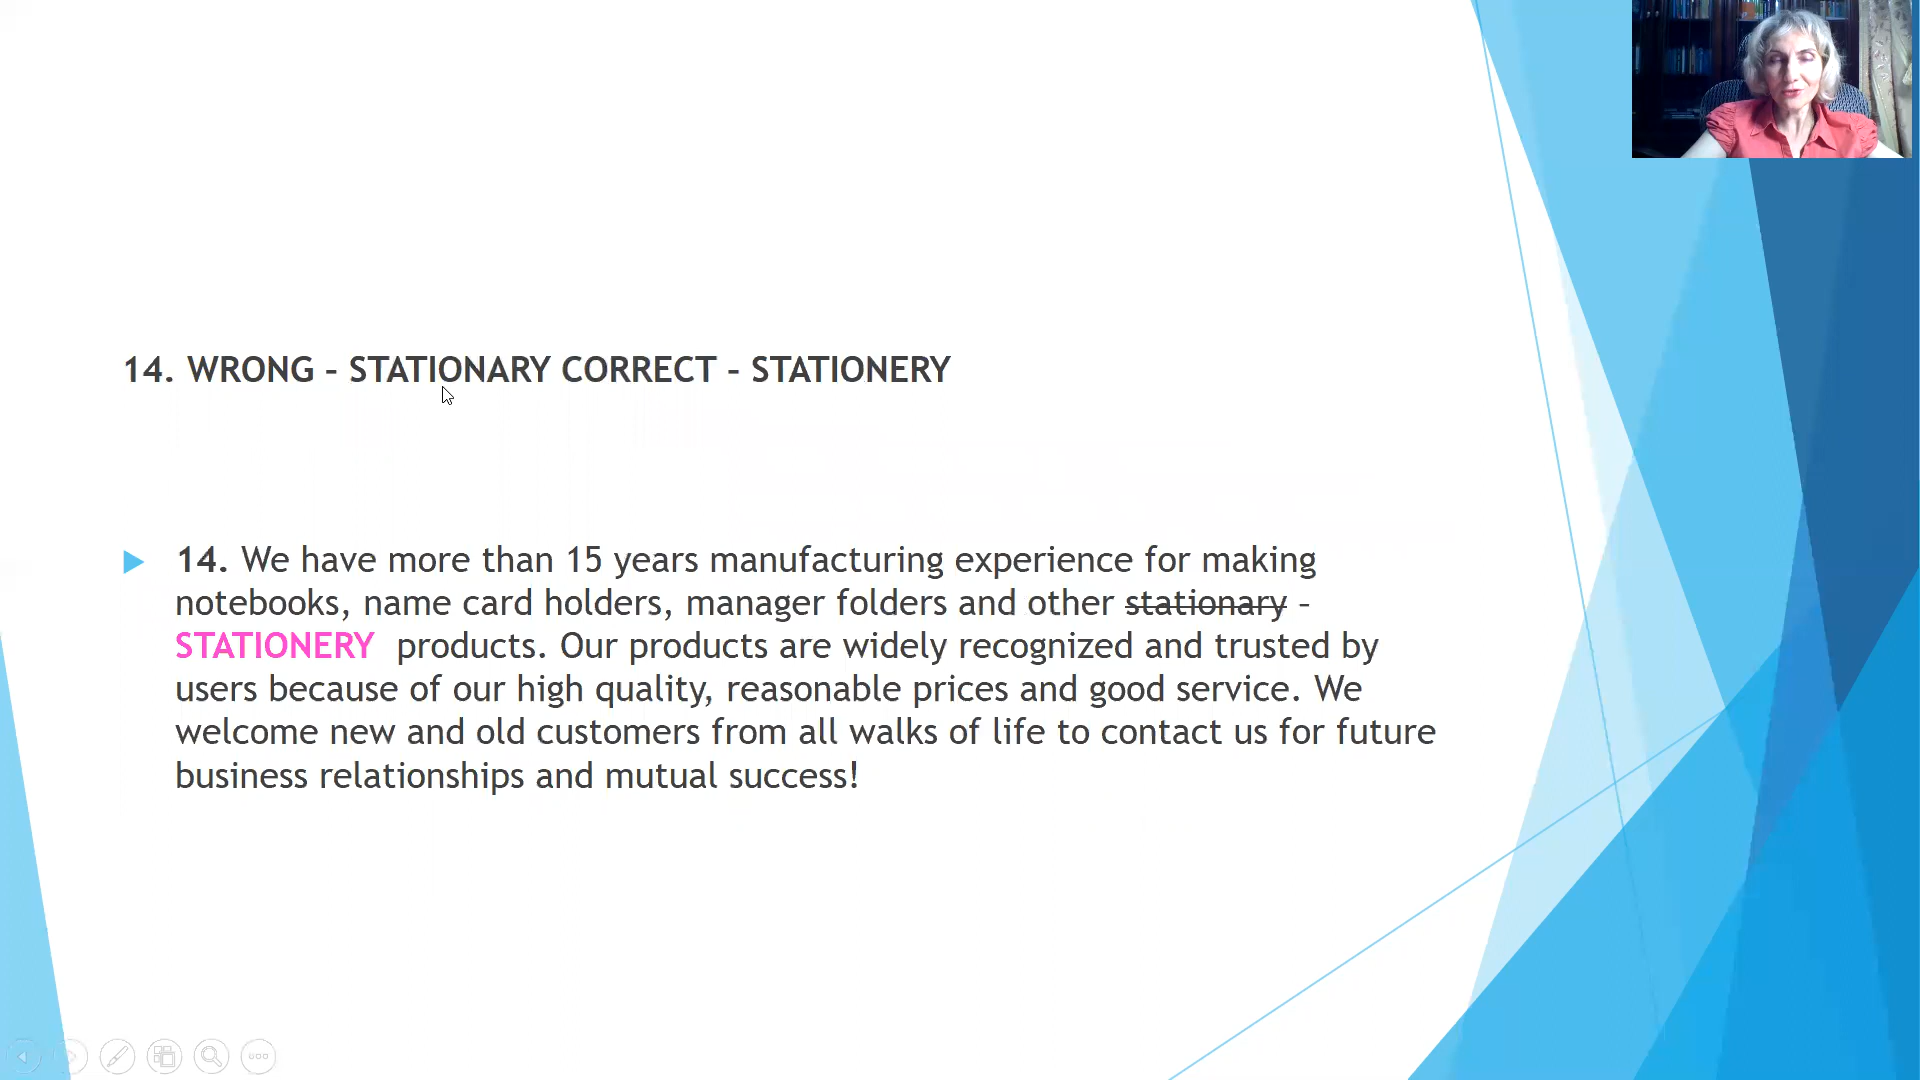 14. WRONG – STATIONARY CORRECT – STATIONERY
14. We have more than 15 years manufacturing experience for making
notebooks, name card holders, manager folders and other stationary –
STATIONERY products. Our products are widely recognized and trusted by
users because of our high quality, reasonable prices and good service. We
welcome new and old customers from all walks of life to contact us for future
business relationships and mutual success!